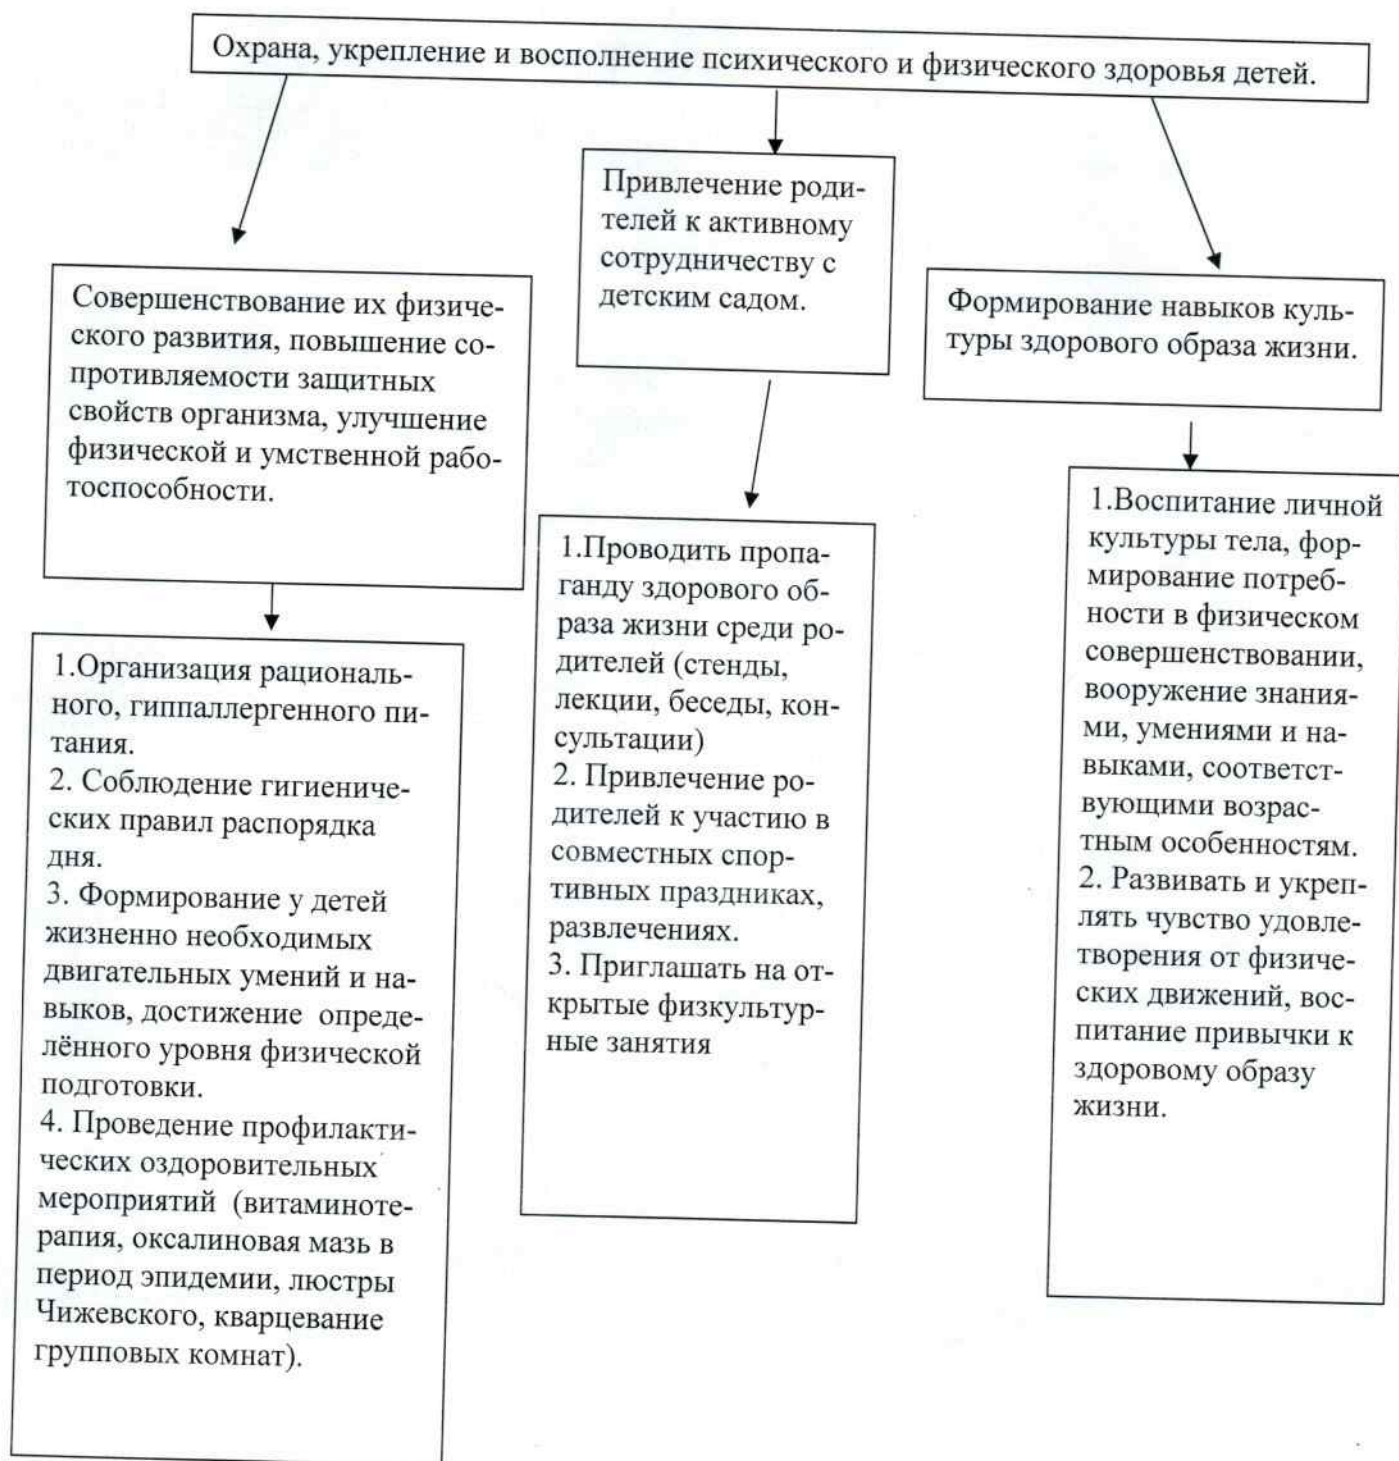 Охрана, укрепление и восполнение психического и физического здоровья детей.
Совершенствование их физиче-
ского развития, повышение со-
противляемости защитных
свойств организма, улучшение
физической и умственной рабо-
тоспособности.
Привлечение роди-
телей к активному
сотрудничеству с
детским садом.
Формирование навыков куль-
туры здорового образа жизни.
1.Организация рациональ-
ного, гиппаллергенного пи-
тания.
2. Соблюдение гигиениче-
ских правил распорядка
дня.
3. Формирование у детей
жизненно необходимых
двигательных умений и на-
выков, достижение опреде-
лённого уровня физической
подготовки.
4. Проведение профилакти-
ческих оздоровительных
мероприятий (витаминоте-
рапия, оксалиновая мазь в
период эпидемии, люстры
Чижевского, кварцевание
групповых комнат).
1.Проводить пропа-
ганду здорового об-
раза жизни среди ро-
дителей (стенды,
лекции, беседы, кон-
сультации)
2. Привлечение ро-
дителей к участию в
совместных спор-
тивных праздниках,
развлечениях.
3. Приглашать на от-
крытые физкультур-
ные занятия
1.Воспитание личной
культуры тела, фор-
мирование потреб-
ности в физическом
совершенствовании,
вооружение знания-
ми, умениями и на-
выками, соответст-
вующими возрас-
тным особенностям.
2. Развивать и укреп-
лять чувство удовле-
творения от физиче-
ских движений, вос-
питание привычки к
здоровому образу
жизни.